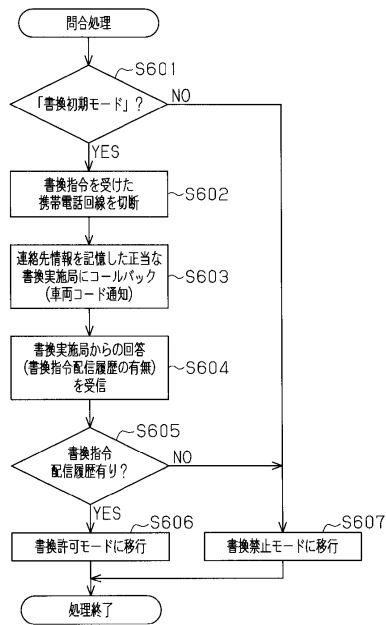 問合処理
S601
「書換初期モード」?
NO
YES
書換指令を受けた
携帯電話回線を切断
S602
連絡先情報を記憶した正当な
書換実施局にコールバック
(車両コード通知)
S603
書換実施局からの回答
(書換指令配信履歴の有無)
を受信
S604
S605
書換指令
配信履歴有り?
NO
YES
S606
書換許可モードに移行
S607
書換禁止モードに移行
処理終了